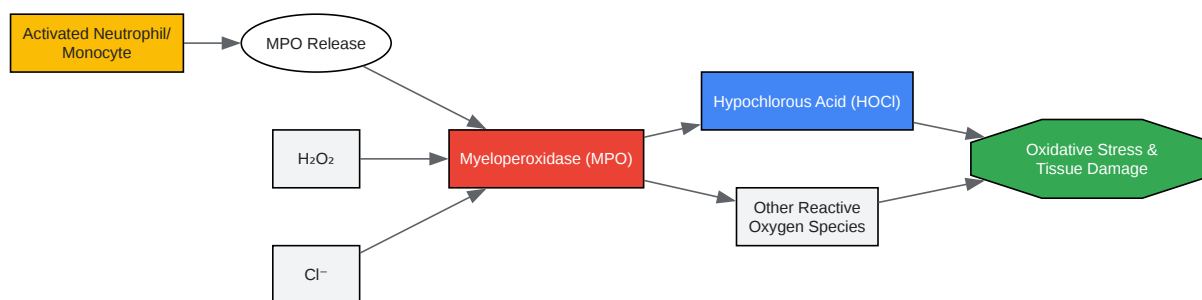 Activated Neutrophil/
Monocyte
MPO Release
H₂O₂
Cl⁻
Myeloperoxidase (MPO)
Hypochlorous Acid (HOCl)
Other Reactive
Oxygen Species
Oxidative Stress &
Tissue Damage